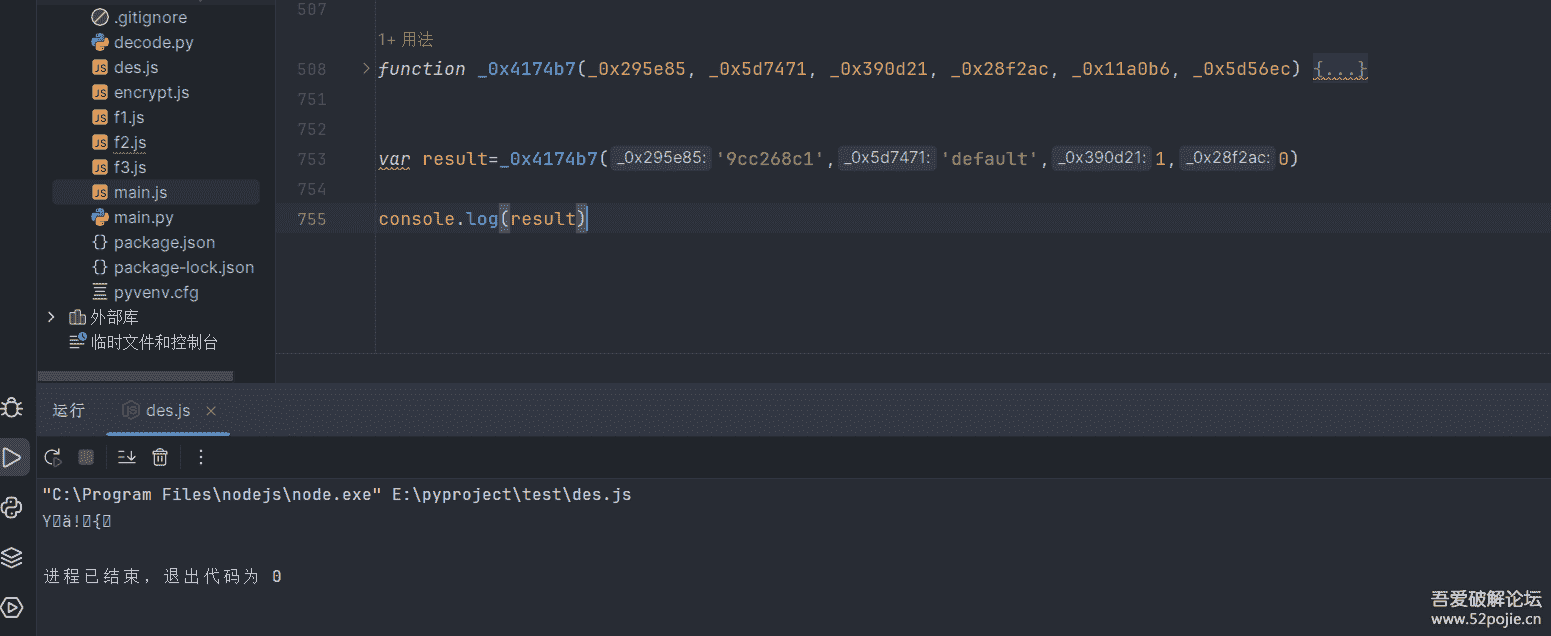 .gitignore
decode.py
des.js
encrypt.js
f1.js
f2.js
f3.js
main.js
main.py
package.json
package-lock.json
pyvenv.cfg
外部库
临时文件和控制台
507
1+ 用法
508 function _0x4174b7(_0x295e85, _0x5d7471, _0x390d21, _0x28f2ac, _0x11a0b6, _0x5d56ec) {...}
751
752
753 var result=_0x4174b7( _0x295e85: '9cc268c1', _0x5d7471: 'default', _0x390d21: 1, _0x28f2ac: 0)
754
755 console.log(result)
运行 des.js ×
"C:\Program Files\nodejs\node.exe" E:\pyproject\test\des.js
Y ä! {
进程已结束，退出代码为 0
吾爱破解论坛
www.52pojie.cn